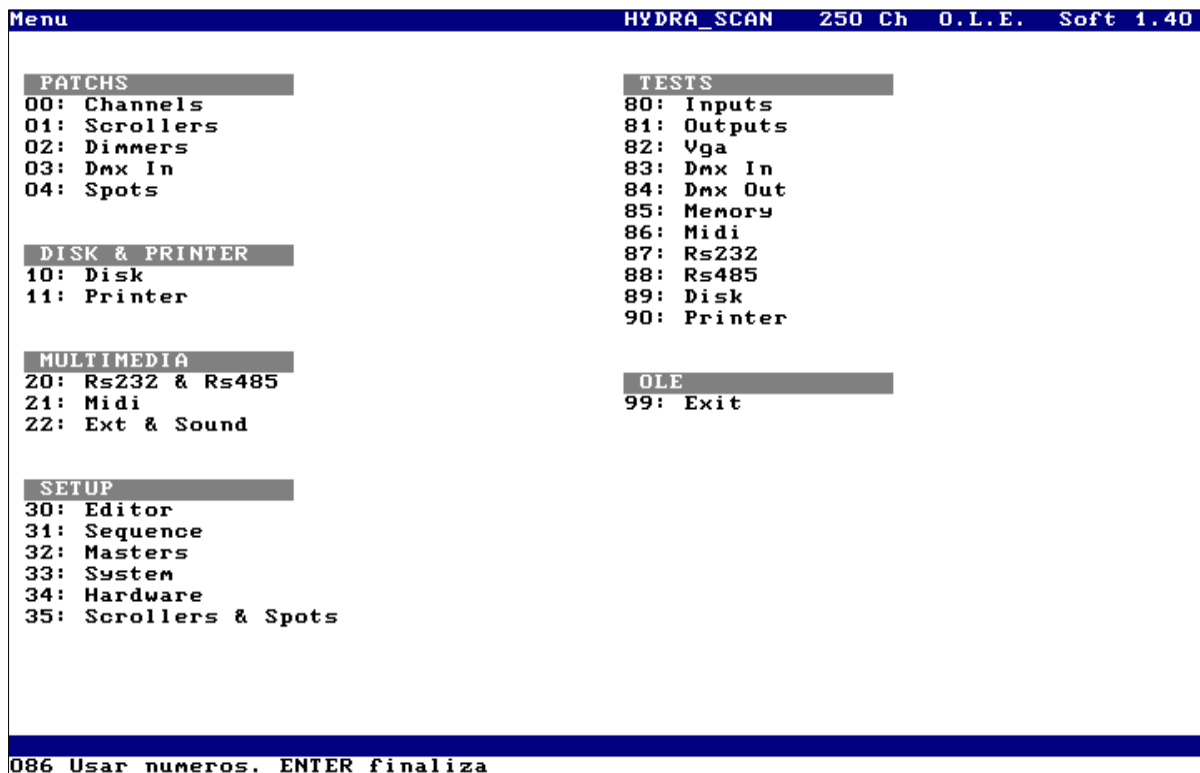 Menu HYDRA_SCAN 250 Ch O.L.E. Soft 1.40
PATCHS
00: Channels
01: Scrollers
02: Dimmers
03: Dmx In
04: Spots
DISK & PRINTER
10: Disk
11: Printer
MULTIMEDIA
20: Rs232 & Rs485
21: Midi
22: Ext & Sound
SETUP
30: Editor
31: Sequence
32: Masters
33: System
34: Hardware
35: Scrollers & Spots
TESTS
80: Inputs
81: Outputs
82: Vga
83: Dmx In
84: Dmx Out
85: Memory
86: Midi
87: Rs232
88: Rs485
89: Disk
90: Printer
OLE
99: Exit
086 Usar numeros. ENTER finaliza